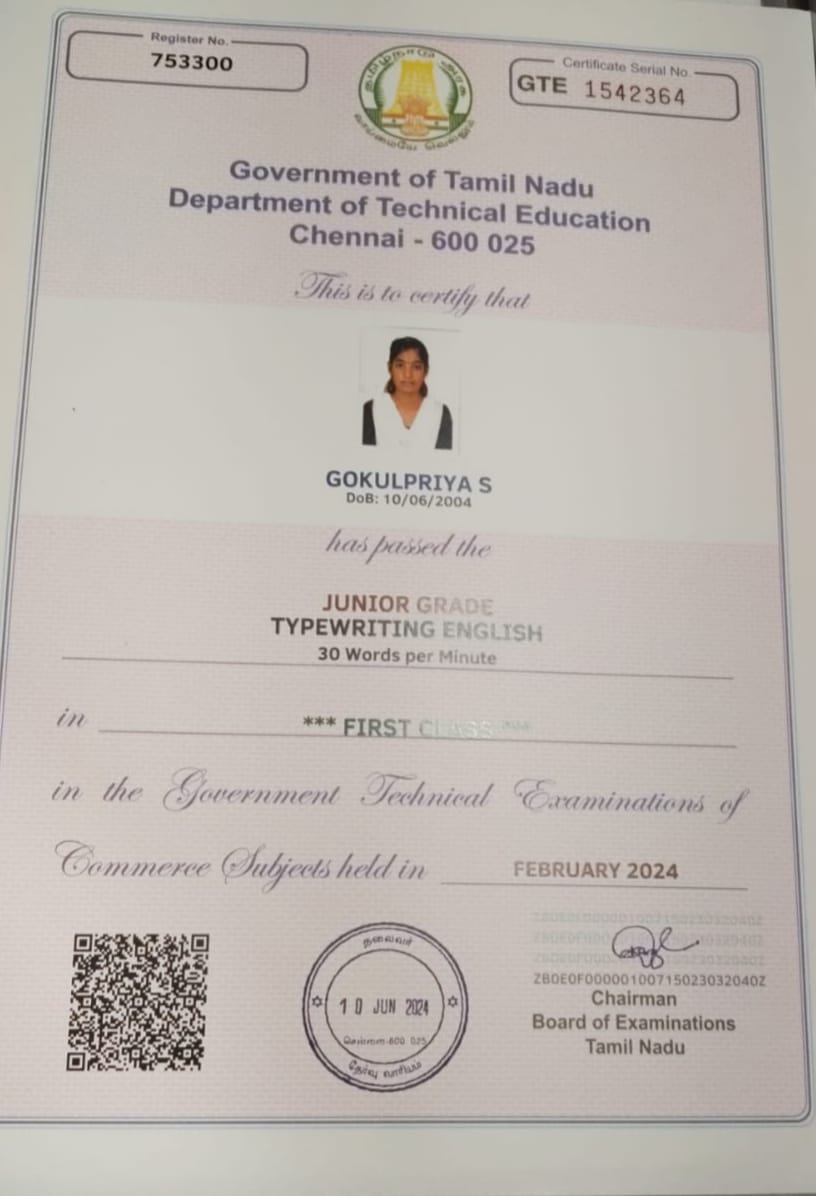 Register No.
753300
Certificate Serial No.
GTE 1542364
தமிழ்நாடு அரசு
வாய்மையே வெல்லும்
Government of Tamil Nadu
Department of Technical Education
Chennai - 600 025
This is to certify that
GOKULPRIYA S
DoB: 10/06/2004
has passed the
JUNIOR GRADE
TYPEWRITING ENGLISH
30 Words per Minute
in *** FIRST CLASS ***
in the Government Technical Examinations of
Commerce Subjects held in FEBRUARY 2024
தலைவர்
10 JUN 2024
சென்னை-600 025
தேர்வு வாரியம்
ZB0E0F00000100715023032040Z
Chairman
Board of Examinations
Tamil Nadu